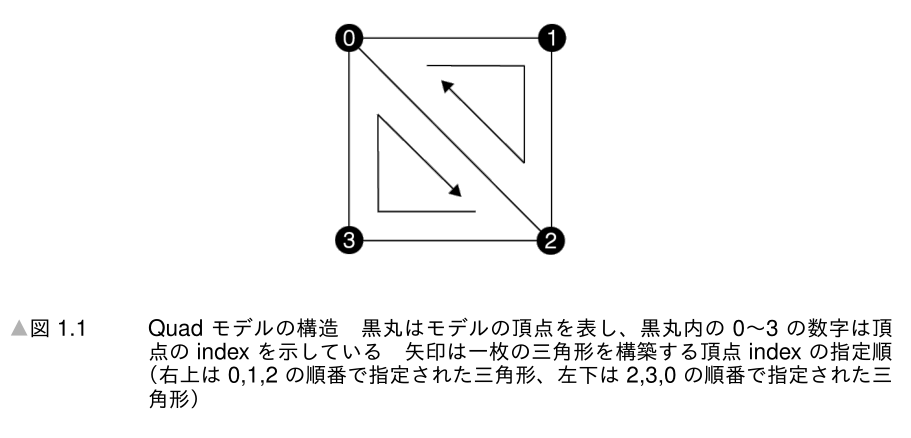 0
1
3
2
▲図 1.1 Quad モデルの構造　黒丸はモデルの頂点を表し、黒丸内の 0〜3 の数字は頂
点の index を示している　矢印は一枚の三角形を構築する頂点 index の指定順
（右上は 0,1,2 の順番で指定された三角形、左下は 2,3,0 の順番で指定された三
角形）